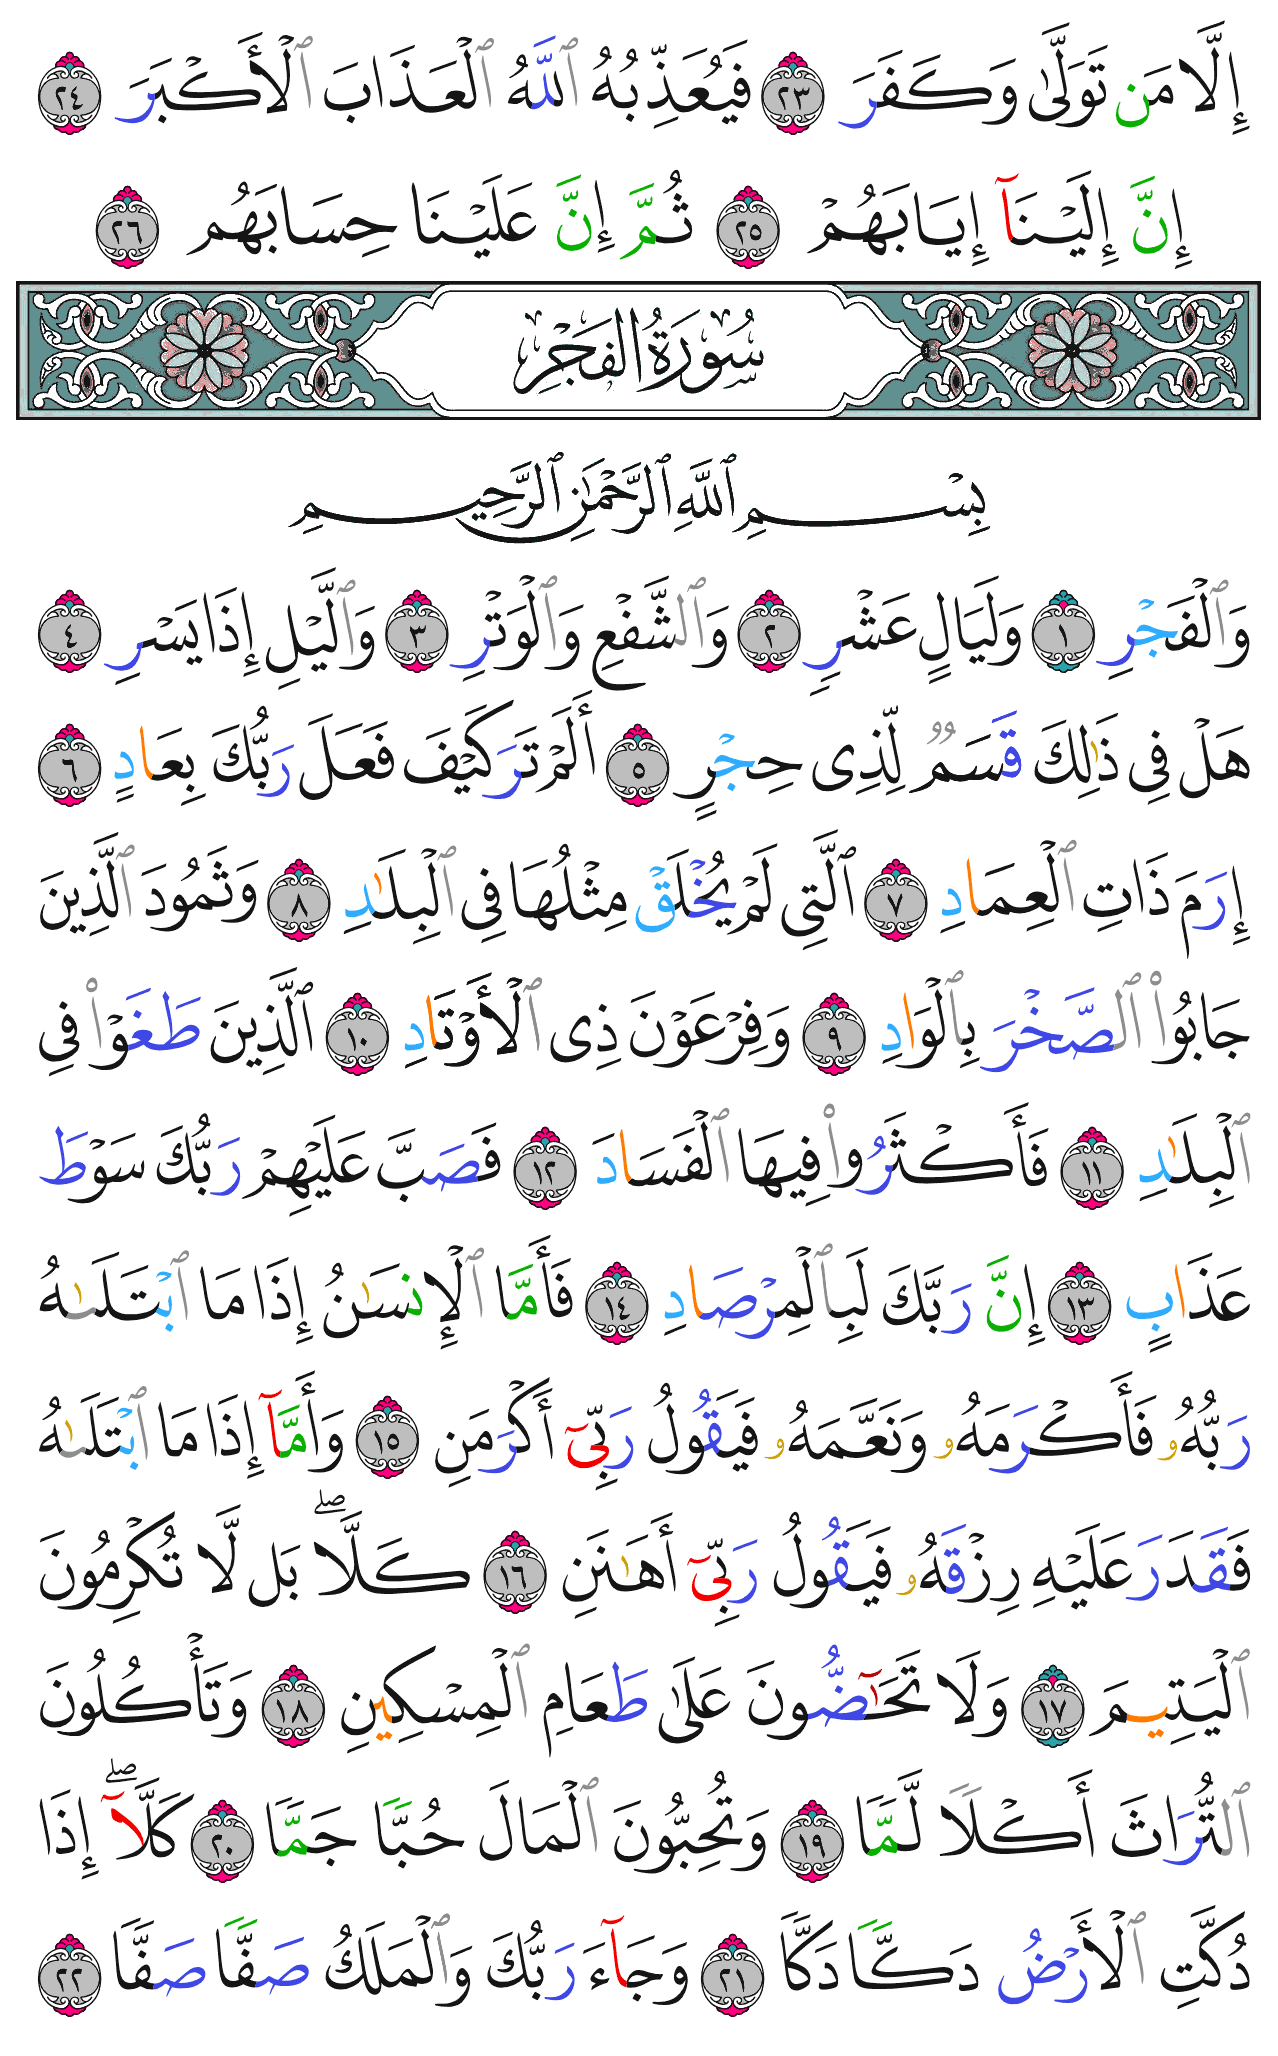 إِلَّا مَن تَوَلَّىٰ وَكَفَرَ ٢٣ فَيُعَذِّبُهُ ٱللَّهُ ٱلْعَذَابَ ٱلْأَكْبَرَ ٢٤
إِنَّ إِلَيْنَآ إِيَابَهُمْ ٢٥ ثُمَّ إِنَّ عَلَيْنَا حِسَابَهُم ٢٦
سُورَةُ الفَجْرِ
بِسْمِ ٱللَّهِ ٱلرَّحْمَٰنِ ٱلرَّحِيمِ
وَٱلْفَجْرِ ١ وَلَيَالٍ عَشْرٍ ٢ وَٱلشَّفْعِ وَٱلْوَتْرِ ٣ وَٱلَّيْلِ إِذَا يَسْرِ ٤
هَلْ فِى ذَٰلِكَ قَسَمٌ لِّذِى حِجْرٍ ٥ أَلَمْ تَرَ كَيْفَ فَعَلَ رَبُّكَ بِعَادٍ ٦
إِرَمَ ذَاتِ ٱلْعِمَادِ ٧ ٱلَّتِى لَمْ يُخْلَقْ مِثْلُهَا فِى ٱلْبِلَٰدِ ٨ وَثَمُودَ ٱلَّذِينَ
جَابُوا۟ ٱلصَّخْرَ بِٱلْوَادِ ٩ وَفِرْعَوْنَ ذِى ٱلْأَوْتَادِ ١٠ ٱلَّذِينَ طَغَوْا۟ فِى
ٱلْبِلَٰدِ ١١ فَأَكْثَرُوا۟ فِيهَا ٱلْفَسَادَ ١٢ فَصَبَّ عَلَيْهِمْ رَبُّكَ سَوْطَ
عَذَابٍ ١٣ إِنَّ رَبَّكَ لَبِٱلْمِرْصَادِ ١٤ فَأَمَّا ٱلْإِنسَٰنُ إِذَا مَا ٱبْتَلَىٰهُ
رَبُّهُۥ فَأَكْرَمَهُۥ وَنَعَّمَهُۥ فَيَقُولُ رَبِّىٓ أَكْرَمَنِ ١٥ وَأَمَّآ إِذَا مَا ٱبْتَلَىٰهُ
فَقَدَرَ عَلَيْهِ رِزْقَهُۥ فَيَقُولُ رَبِّىٓ أَهَٰنَنِ ١٦ كَلَّا ۖ بَل لَّا تُكْرِمُونَ
ٱلْيَتِيمَ ١٧ وَلَا تَحَٰٓضُّونَ عَلَىٰ طَعَامِ ٱلْمِسْكِينِ ١٨ وَتَأْكُلُونَ
ٱلتُّرَاثَ أَكْلًا لَّمًّا ١٩ وَتُحِبُّونَ ٱلْمَالَ حُبًّا جَمًّا ٢٠ كَلَّآ ۖ إِذَا
دُكَّتِ ٱلْأَرْضُ دَكًّا دَكًّا ٢١ وَجَآءَ رَبُّكَ وَٱلْمَلَكُ صَفًّا صَفًّا ٢٢